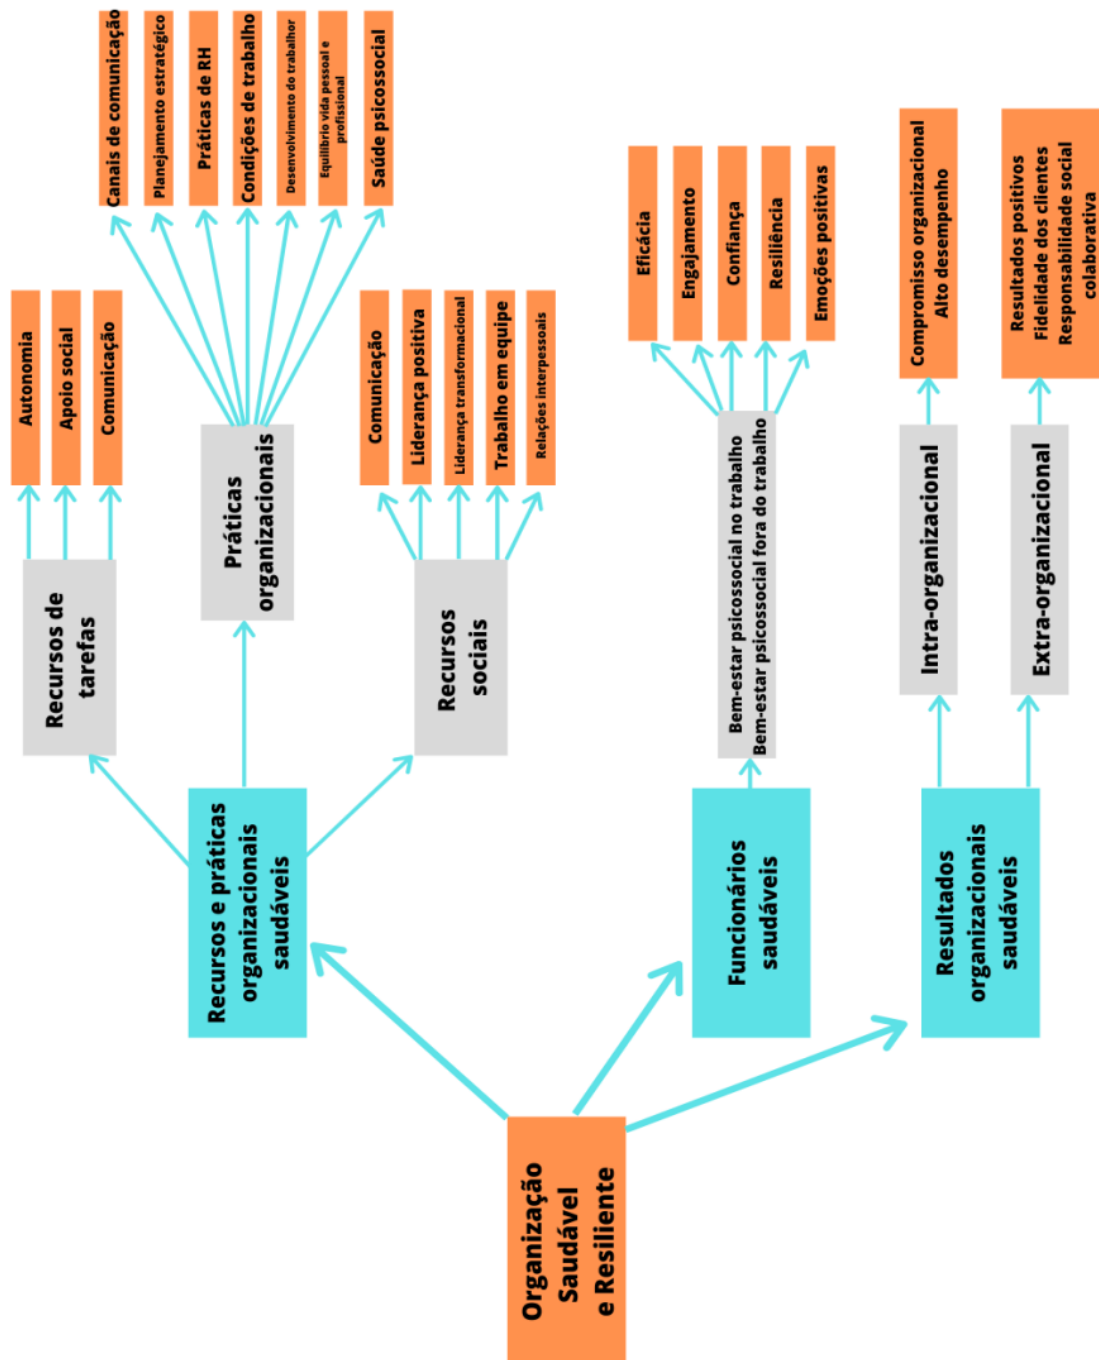 Organização
Saudável
e Resiliente
Recursos e práticas
organizacionais
saudáveis
Recursos de
tarefas
Autonomia
Apoio social
Comunicação
Práticas
organizacionais
Canais de comunicação
Planejamento estratégico
Práticas de RH
Condições de trabalho
Desenvolvimento do trabalhor
Equilíbrio vida pessoal e
profissional
Saúde psicossocial
Recursos
sociais
Comunicação
Liderança positiva
Liderança transformacional
Trabalho em equipe
Relações interpessoais
Funcionários
saudáveis
Bem-estar psicossocial no trabalho
Bem-estar psicossocial fora do trabalho
Eficácia
Engajamento
Confiança
Resiliência
Emoções positivas
Resultados
organizacionais
saudáveis
Intra-organizacional
Compromisso organizacional
Alto desempenho
Extra-organizacional
Resultados positivos
Fidelidade dos clientes
Responsabilidade social
colaborativa